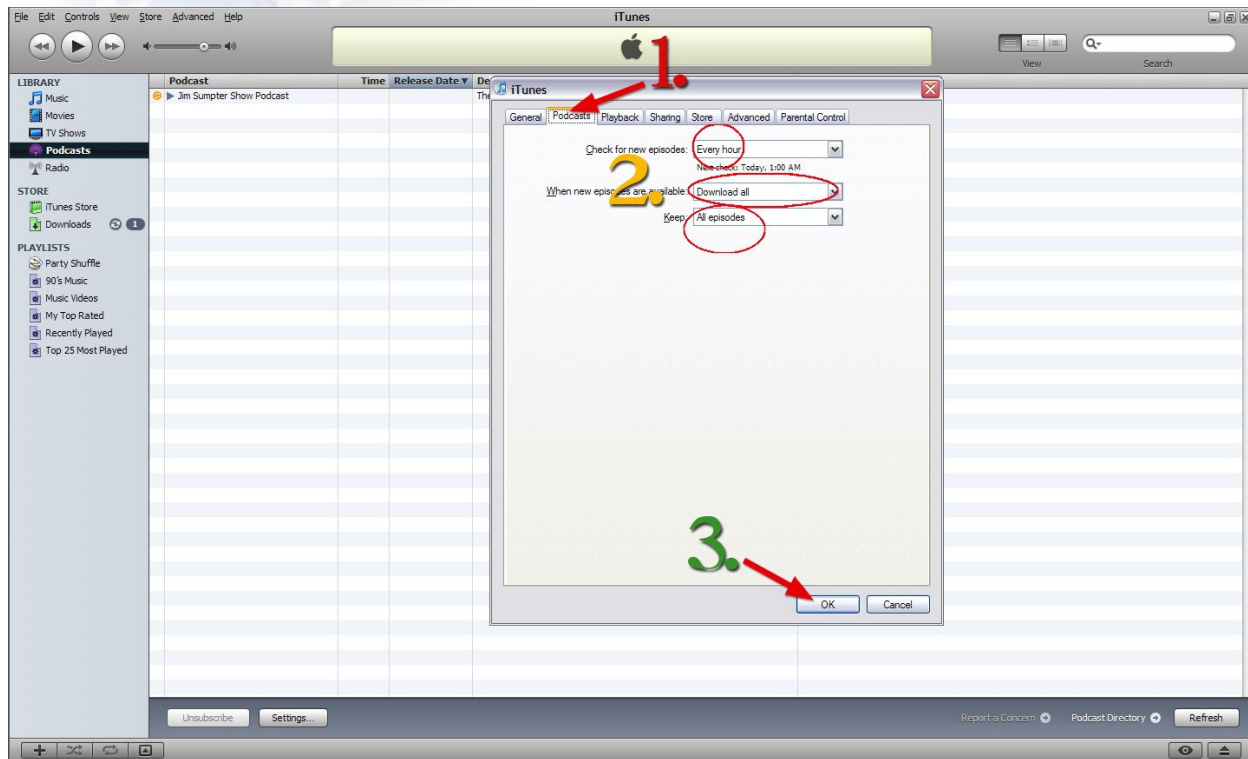 File Edit Controls View Store Advanced Help
iTunes
View
Search
LIBRARY
Music
Movies
TV Shows
Podcasts
Radio
STORE
iTunes Store
Downloads 1
PLAYLISTS
Party Shuffle
90's Music
Music Videos
My Top Rated
Recently Played
Top 25 Most Played
Podcast Time Release Date De
Jim Sumpter Show Podcast The
1.
iTunes
General Podcasts Playback Sharing Store Advanced Parental Control
Check for new episodes: Every hour
Next check: Today, 1:00 AM
2.
When new episodes are available: Download all
Keep: All episodes
3.
OK Cancel
Unsubscribe Settings... Report a Concern Podcast Directory Refresh